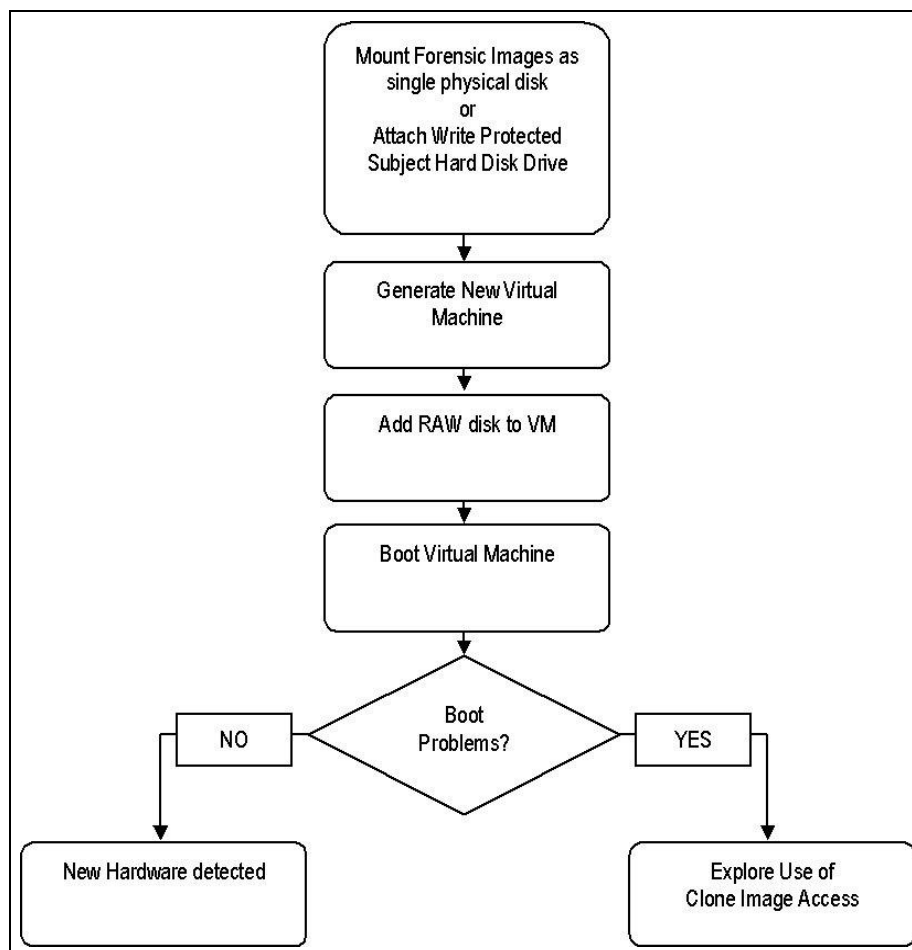 Mount Forensic Images as
single physical disk
or
Attach Write Protected
Subject Hard Disk Drive
Generate New Virtual
Machine
Add RAW disk to VM
Boot Virtual Machine
Boot
Problems?
NO
YES
New Hardware detected
Explore Use of
Clone Image Access